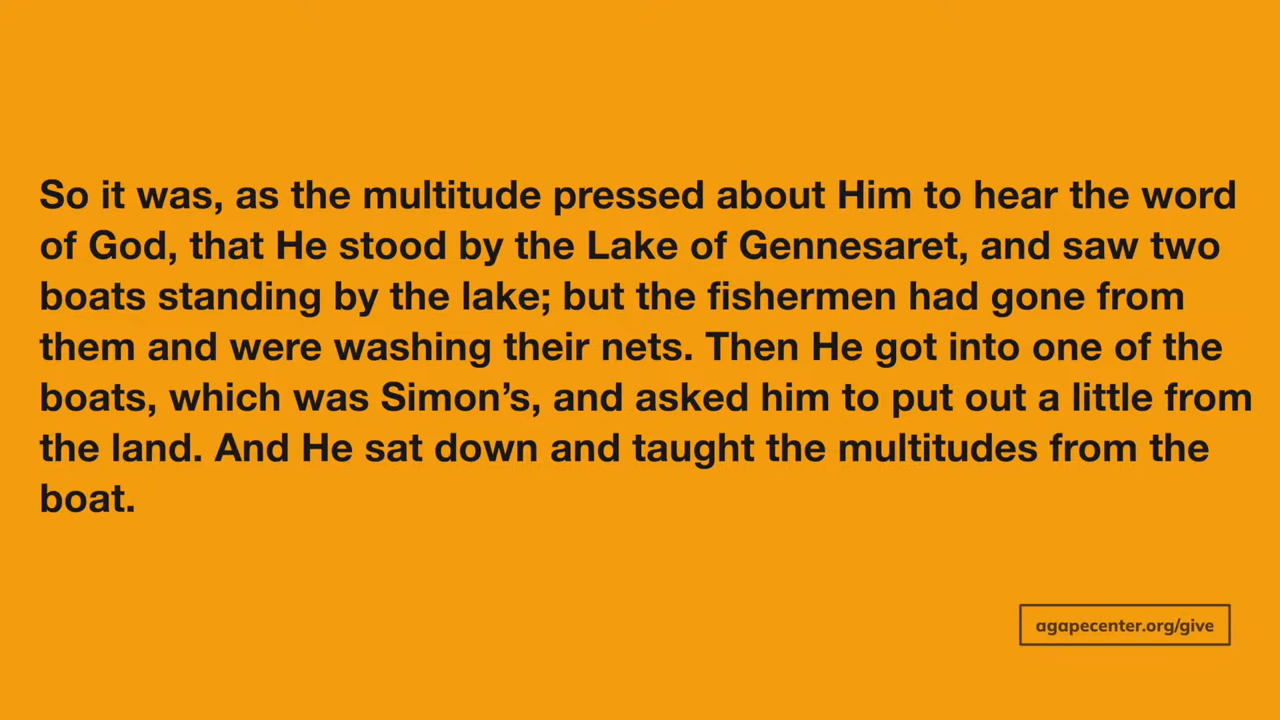 So it was, as the multitude pressed about Him to hear the word
of God, that He stood by the Lake of Gennesaret, and saw two
boats standing by the lake; but the fishermen had gone from
them and were washing their nets. Then He got into one of the
boats, which was Simon’s, and asked him to put out a little from
the land. And He sat down and taught the multitudes from the
boat.
agapecenter.org/give